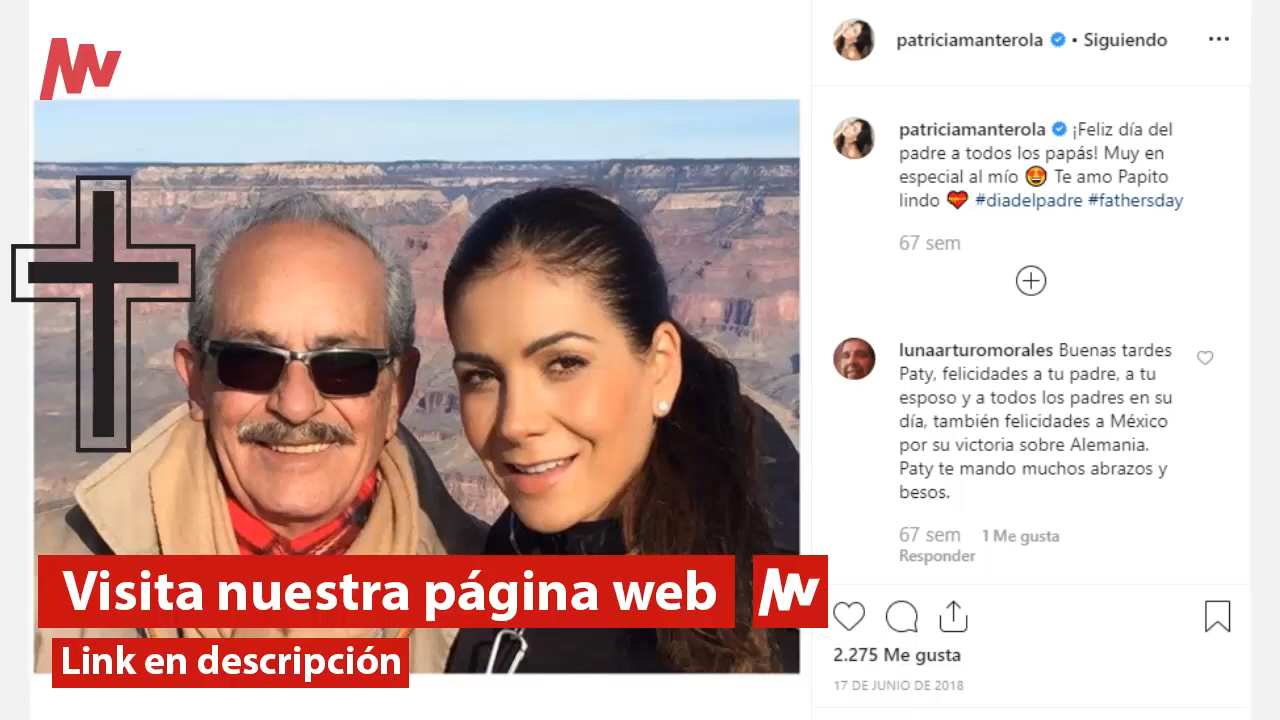 patriciamanterola • Siguiendo
patriciamanterola ¡Feliz día del
padre a todos los papás! Muy en
especial al mío 🤩 Te amo Papito
lindo #diadelpadre #fathersday
67 sem
lunaarturomorales Buenas tardes
Paty, felicidades a tu padre, a tu
esposo y a todos los padres en su
día, también felicidades a México
por su victoria sobre Alemania.
Paty te mando muchos abrazos y
besos.
67 sem 1 Me gusta
Responder
2.275 Me gusta
17 DE JUNIO DE 2018
Visita nuestra página web
Link en descripción